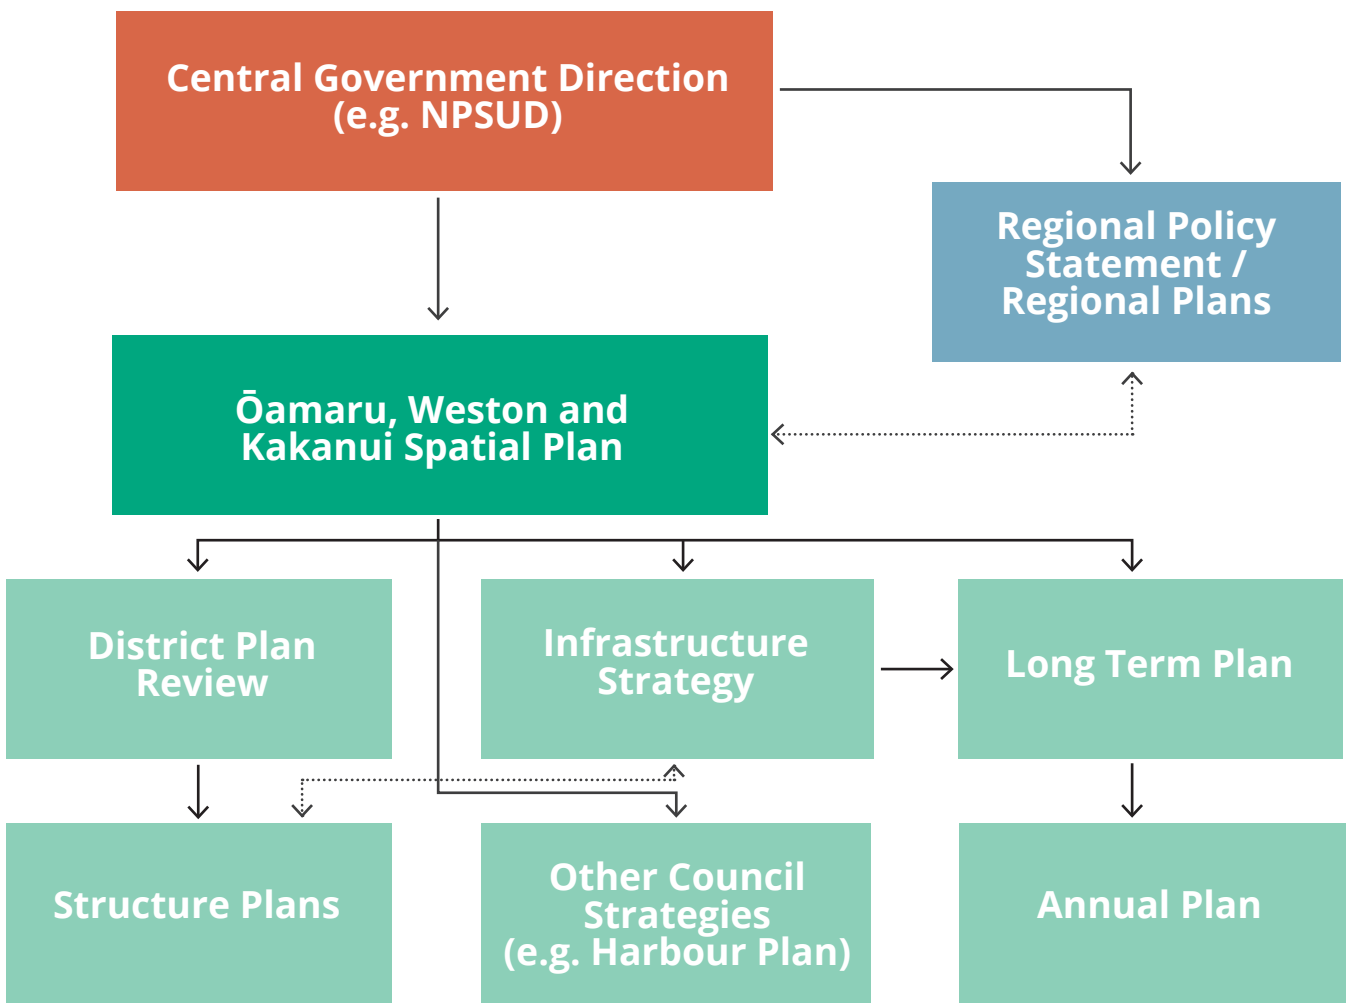 Central Government Direction
(e.g. NPSUD)
Regional Policy
Statement /
Regional Plans
Ōamaru, Weston and
Kakanui Spatial Plan
District Plan
Review
Infrastructure
Strategy
Long Term Plan
Structure Plans
Other Council
Strategies
(e.g. Harbour Plan)
Annual Plan